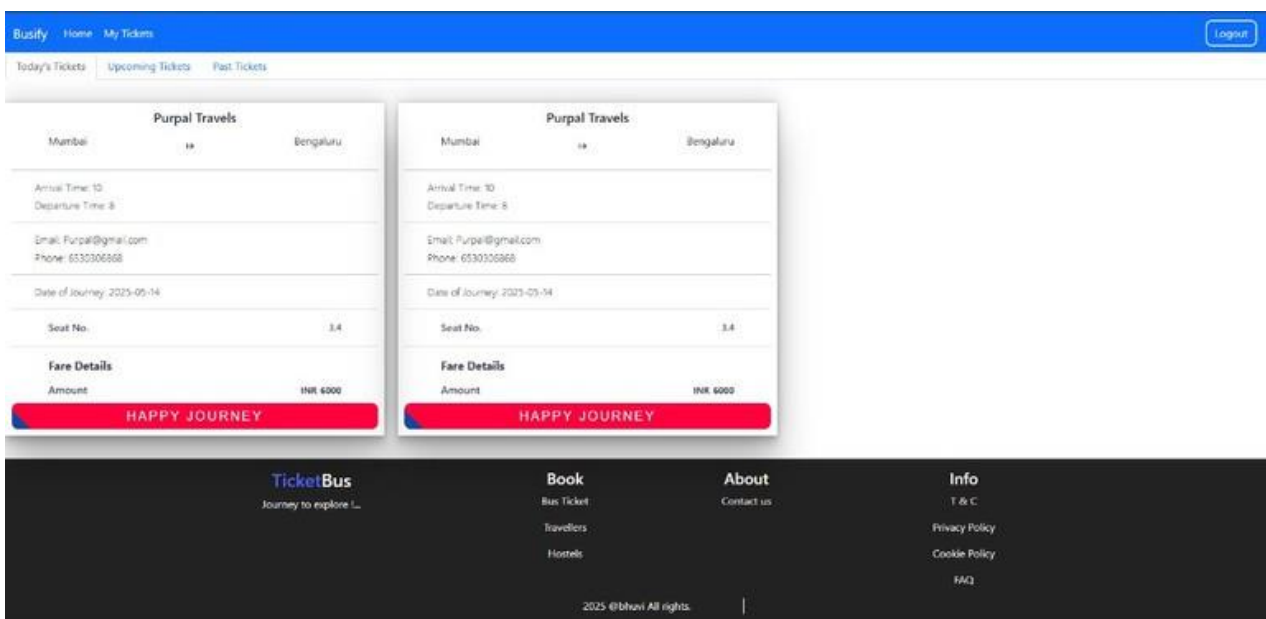 Busify Home My Tickets Logout
Today's Tickets Upcoming Tickets Past Tickets
Purpal Travels
Mumbai Bengaluru
Arrival Time: 10
Departure Time: 8
Email: Purpal@gmail.com
Phone:
Date of Journey: 2025-05-14
Seat No. 3,4
Fare Details
Amount INR 6000
HAPPY JOURNEY
Purpal Travels
Mumbai Bengaluru
Arrival Time: 10
Departure Time: 8
Email: Purpal@gmail.com
Phone:
Date of Journey: 2025-05-14
Seat No. 3,4
Fare Details
Amount INR 6000
HAPPY JOURNEY
TicketBus
Journey to explore !...
Book
Bus Ticket
Travellers
Hostels
About
Contact us
Info
T & C
Privacy Policy
Cookie Policy
FAQ
2025 @bhuvi All rights.